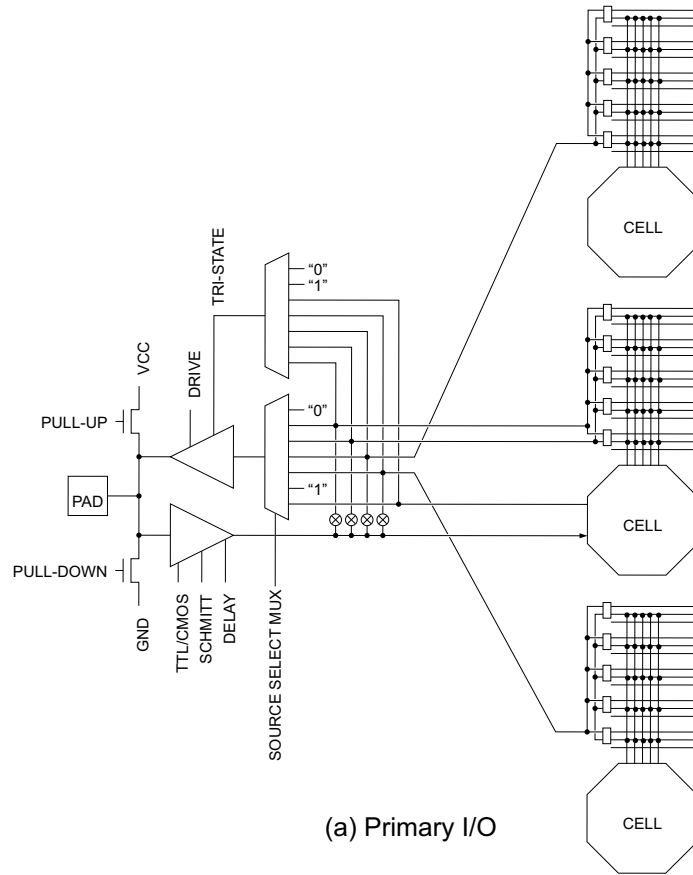 CELL
TRI-STATE
“0”
“1”
VCC
DRIVE
PULL-UP
“0”
PAD
“1”
CELL
PULL-DOWN
GND
TTL/CMOS
SCHMITT
DELAY
SOURCE SELECT MUX
(a) Primary I/O
CELL